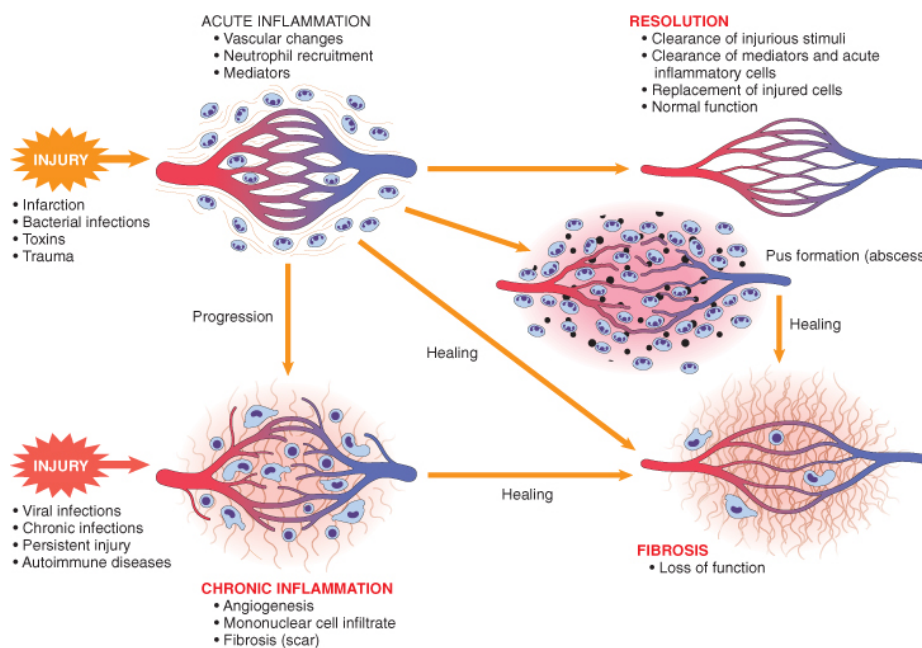 ACUTE INFLAMMATION
• Vascular changes
• Neutrophil recruitment
• Mediators
RESOLUTION
• Clearance of injurious stimuli
• Clearance of mediators and acute
inflammatory cells
• Replacement of injured cells
• Normal function
INJURY
• Infarction
• Bacterial infections
• Toxins
• Trauma
Pus formation (abscess
Progression
Healing
Healing
INJURY
• Viral infections
• Chronic infections
• Persistent injury
• Autoimmune diseases
Healing
CHRONIC INFLAMMATION
• Angiogenesis
• Mononuclear cell infiltrate
• Fibrosis (scar)
FIBROSIS
• Loss of function